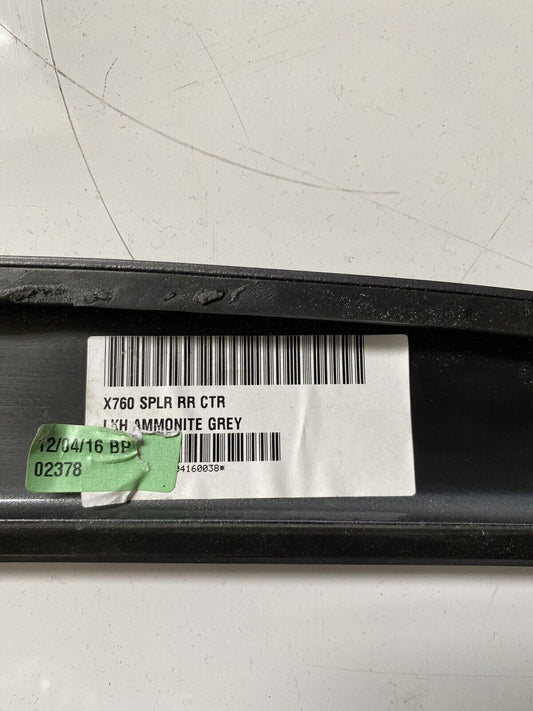 X760 SPLR RR CTR
LKH AMMONITE GREY
12/04/16 BP
02378
04160038*